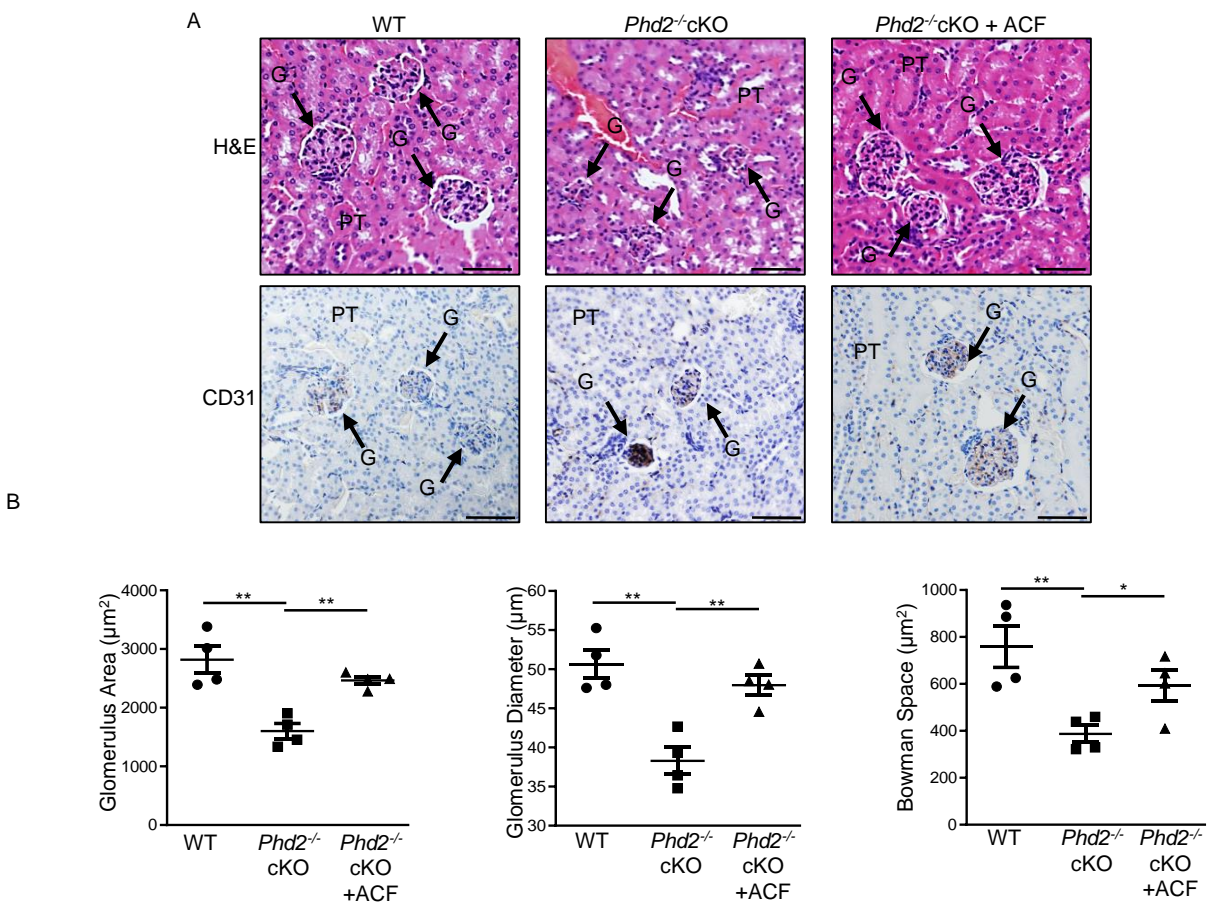 A
WT
Phd2-/-cKO
Phd2-/-cKO + ACF
H&E
G
G
G
PT
PT
G
G
G
PT
G
G
G
CD31
PT
G
G
G
PT
G
G
PT
G
G
B
Glomerulus Area (µm2)
4000
3000
2000
1000
0
**
**
WT
Phd2-/-
cKO
Phd2-/-
cKO
+ACF
Glomerulus Diameter (µm)
60
55
50
45
40
35
30
**
**
WT
Phd2-/-
cKO
Phd2-/-
cKO
+ACF
Bowman Space (µm2)
1000
800
600
400
200
0
**
*
WT
Phd2-/-
cKO
Phd2-/-
cKO
+ACF